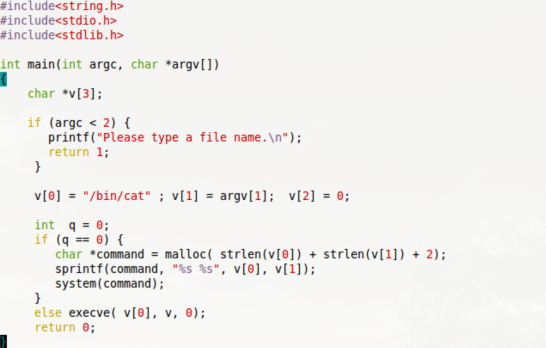 #include<string.h>
#include<stdio.h>
#include<stdlib.h>
int main(int argc, char *argv[])
{
char *v[3];
if (argc < 2) {
printf("Please type a file name.\n");
return 1;
}
v[0] = "/bin/cat" ; v[1] = argv[1]; v[2] = 0;
int q = 0;
if (q == 0) {
char *command = malloc( strlen(v[0]) + strlen(v[1]) + 2);
sprintf(command, "%s %s", v[0], v[1]);
system(command);
}
else execve( v[0], v, 0);
return 0;
}